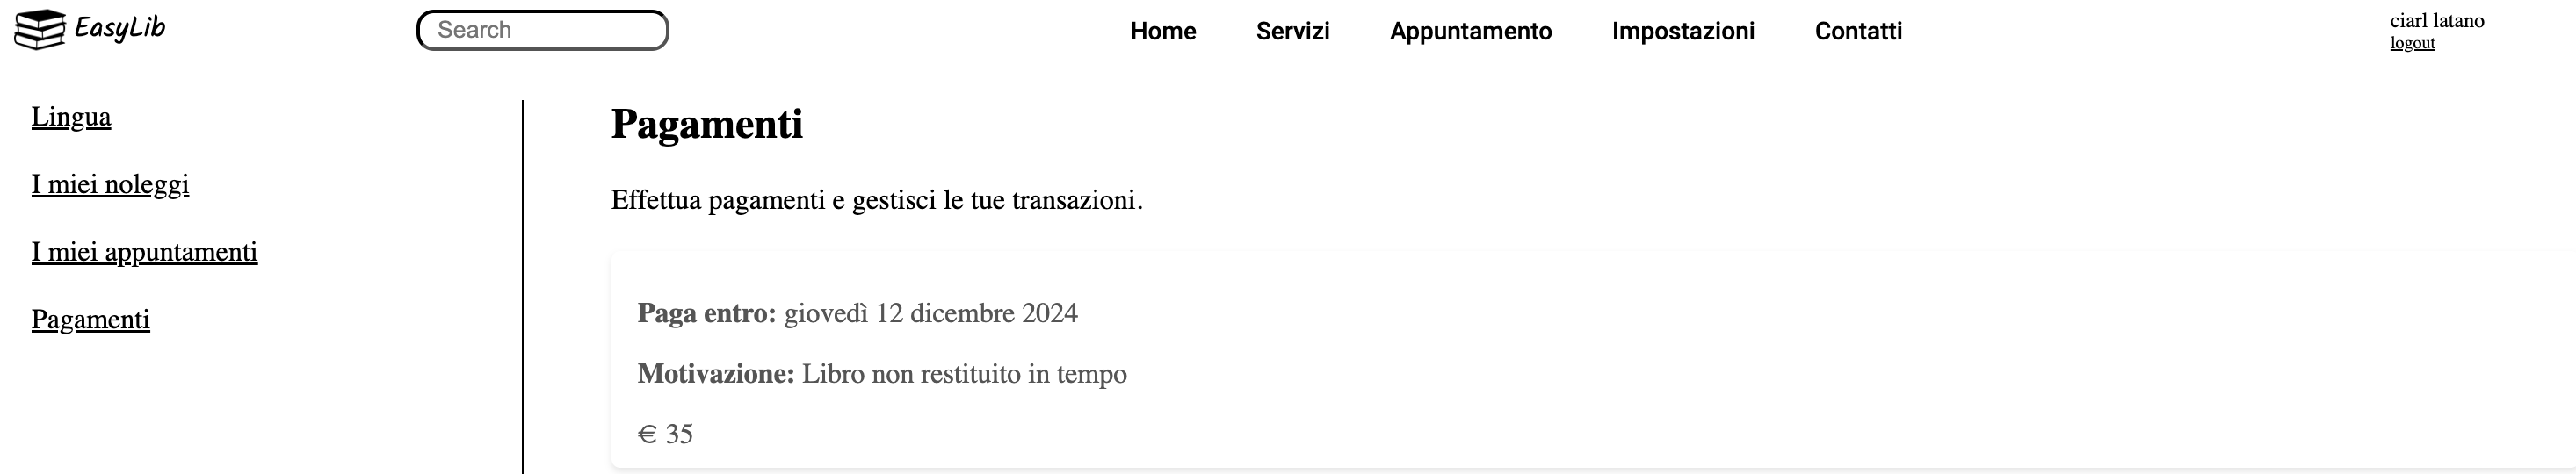 EasyLib
Search
Home
Servizi
Appuntamento
Impostazioni
Contatti
ciarl latano
logout
Lingua
I miei noleggi
I miei appuntamenti
Pagamenti
Pagamenti
Effettua pagamenti e gestisci le tue transazioni.
Paga entro: giovedì 12 dicembre 2024
Motivazione: Libro non restituito in tempo
€ 35